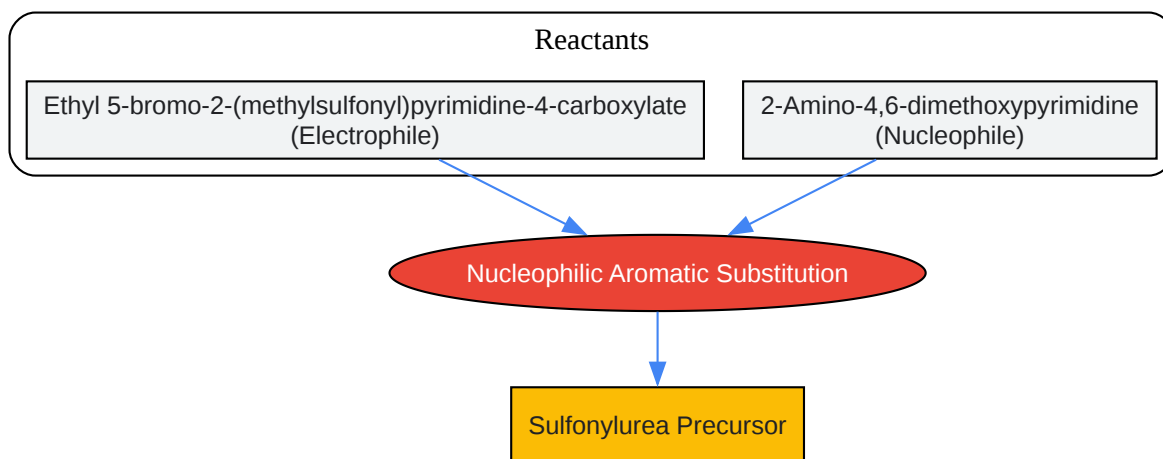 Reactants
Ethyl 5-bromo-2-(methylsulfonyl)pyrimidine-4-carboxylate
(Electrophile)
2-Amino-4,6-dimethoxypyrimidine
(Nucleophile)
Nucleophilic Aromatic Substitution
Sulfonylurea Precursor